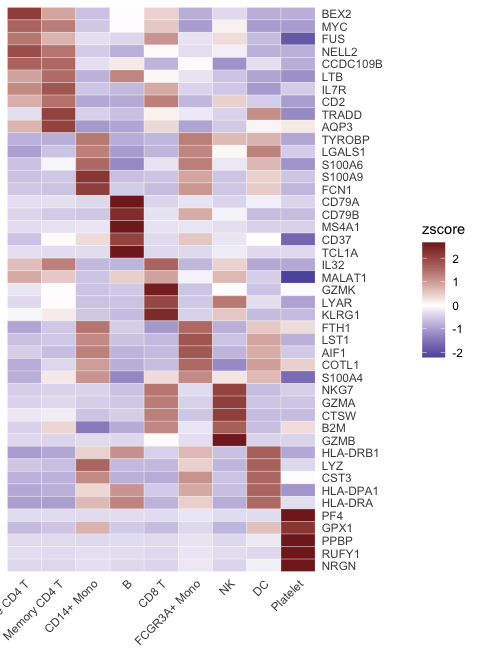 BEX2
MYC
FUS
NELL2
CCDC109B
LTB
IL7R
CD2
TRADD
AQP3
TYROBP
LGALS1
S100A6
S100A9
FCN1
CD79A
CD79B
MS4A1
CD37
TCL1A
IL32
MALAT1
GZMK
LYAR
KLRG1
FTH1
LST1
AIF1
COTL1
S100A4
NKG7
GZMA
CTSW
B2M
GZMB
HLA-DRB1
LYZ
CST3
HLA-DPA1
HLA-DRA
PF4
GPX1
PPBP
RUFY1
NRGN
zscore
2
1
0
-1
-2
e CD4 T
Memory CD4 T
CD14+ Mono
B
CD8 T
FCGR3A+ Mono
NK
DC
Platelet